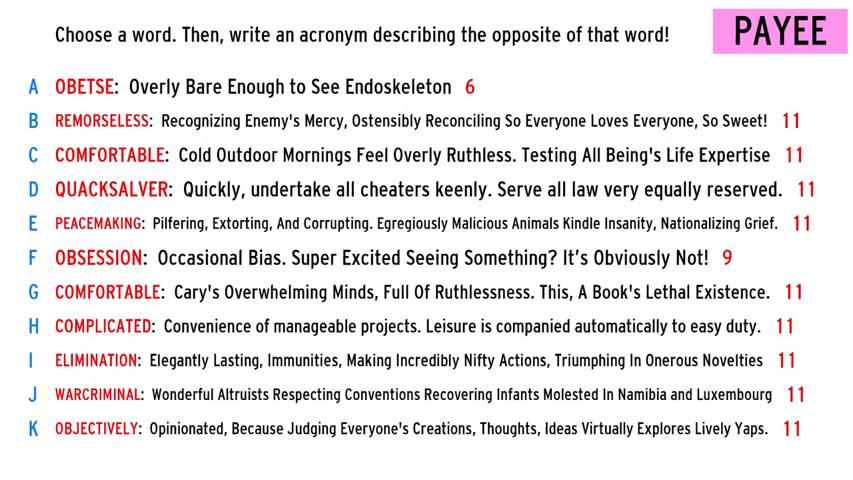 Choose a word. Then, write an acronym describing the opposite of that word!
PAYEE
A OBETSE: Overly Bare Enough to See Endoskeleton 6
B REMORSELESS: Recognizing Enemy's Mercy, Ostensibly Reconciling So Everyone Loves Everyone, So Sweet! 11
C COMFORTABLE: Cold Outdoor Mornings Feel Overly Ruthless. Testing All Being's Life Expertise 11
D QUACKSALVER: Quickly, undertake all cheaters keenly. Serve all law very equally reserved. 11
E PEACEMAKING: Pilfering, Extorting, And Corrupting. Egregiously Malicious Animals Kindle Insanity, Nationalizing Grief. 11
F OBSESSION: Occasional Bias. Super Excited Seeing Something? It's Obviously Not! 9
G COMFORTABLE: Cary's Overwhelming Minds, Full Of Ruthlessness. This, A Book's Lethal Existence. 11
H COMPLICATED: Convenience of manageable projects. Leisure is companied automatically to easy duty. 11
I ELIMINATION: Elegantly Lasting, Immunities, Making Incredibly Nifty Actions, Triumphing In Onerous Novelties 11
J WARCRIMINAL: Wonderful Altruists Respecting Conventions Recovering Infants Molested In Namibia and Luxembourg 11
K OBJECTIVELY: Opinionated, Because Judging Everyone's Creations, Thoughts, Ideas Virtually Explores Lively Yaps. 11